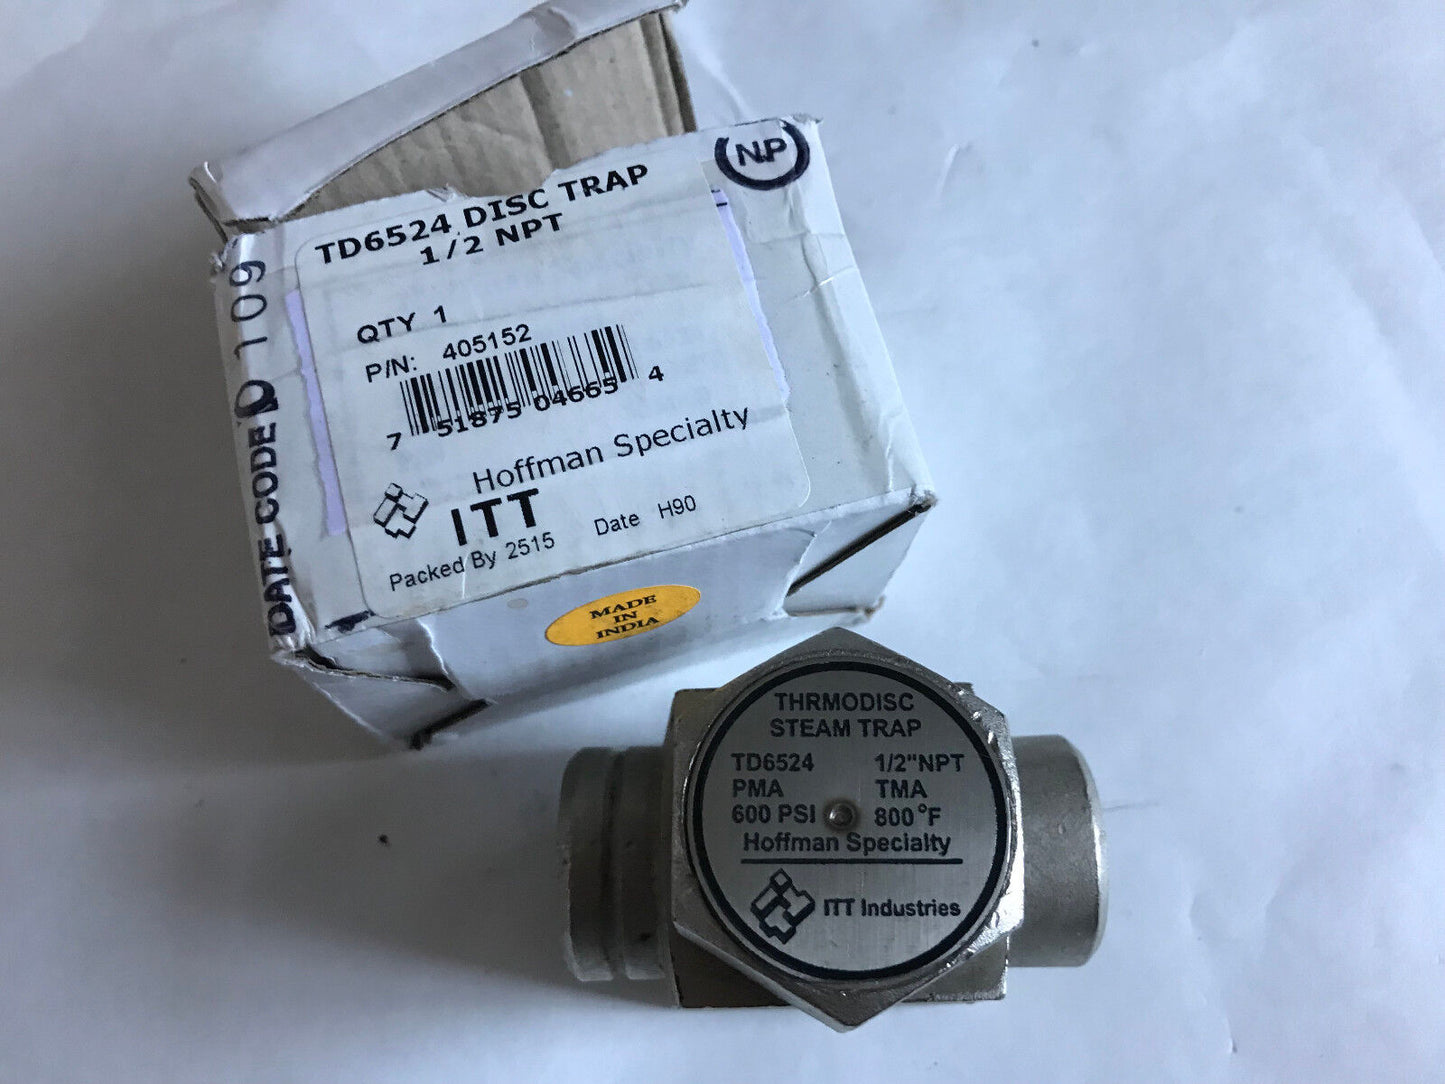 N.P
TD6524 DISC TRAP
1/2 NPT
QTY 1
P/N: 405152
7 51875 04665 4
Hoffman Specialty
ITT
Packed By 2515 Date H90
DATE CODE D109
MADE
IN
INDIA
THRMODISC
STEAM TRAP
TD6524 1/2"NPT
PMA TMA
600 PSI 800 °F
Hoffman Specialty
ITT Industries